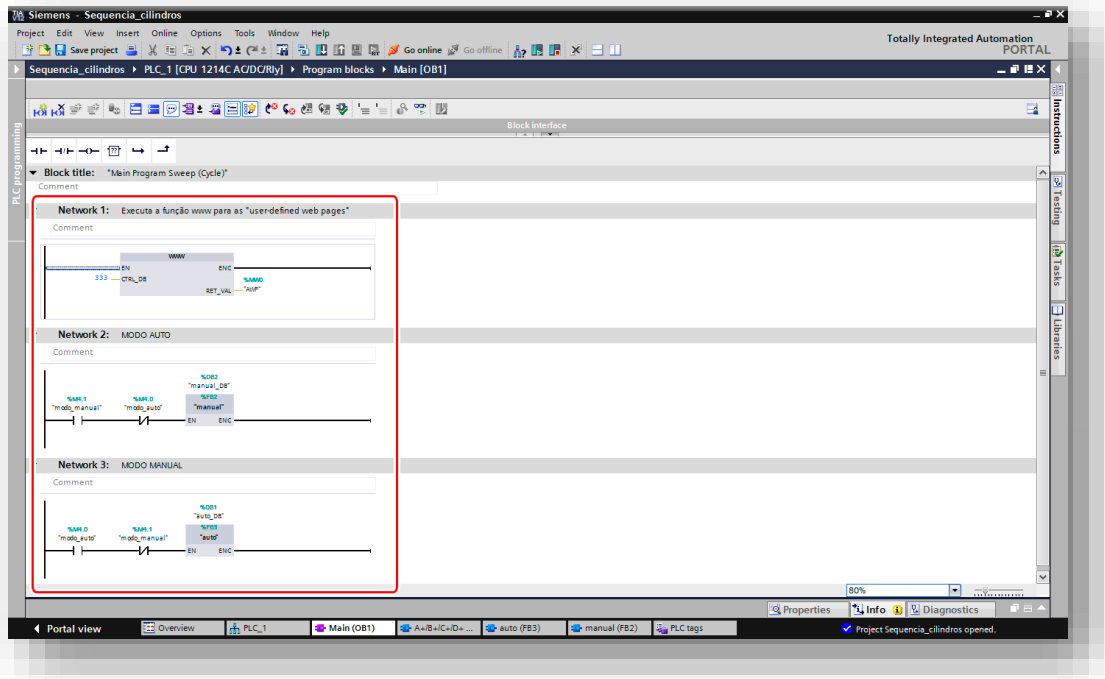 Siemens - Sequencia_cilindros
Project Edit View Insert Online Options Tools Window Help
Totally Integrated Automation
PORTAL
Save project Go online Go offline
Sequencia_cilindros PLC_1 [CPU 1214C AC/DC/Rly] Program blocks Main [OB1]
Block interface
PLC programming
Instructions
Testing
Tasks
Libraries
Block title: "Main Program Sweep (Cycle)"
Comment
Network 1: Executa a função www para as "user-defined web pages"
Comment
WWW
EN ENO
333 CTRL_DB
%MW0
RET_VAL "AWP"
Network 2: MODO AUTO
Comment
%DB2
"manual_DB"
%M4.1 %M4.0 %FB2
"modo_manual" "modo_auto" "manual"
EN ENO
Network 3: MODO MANUAL
Comment
%DB1
"auto_DB"
%M4.0 %M4.1 %FB3
"modo_auto" "modo_manual" "auto"
EN ENO
80%
Properties Info Diagnostics
Portal view Overview PLC_1 Main (OB1) A+/B+/C+/D+ ... auto (FB3) manual (FB2) PLC tags Project Sequencia_cilindros opened.